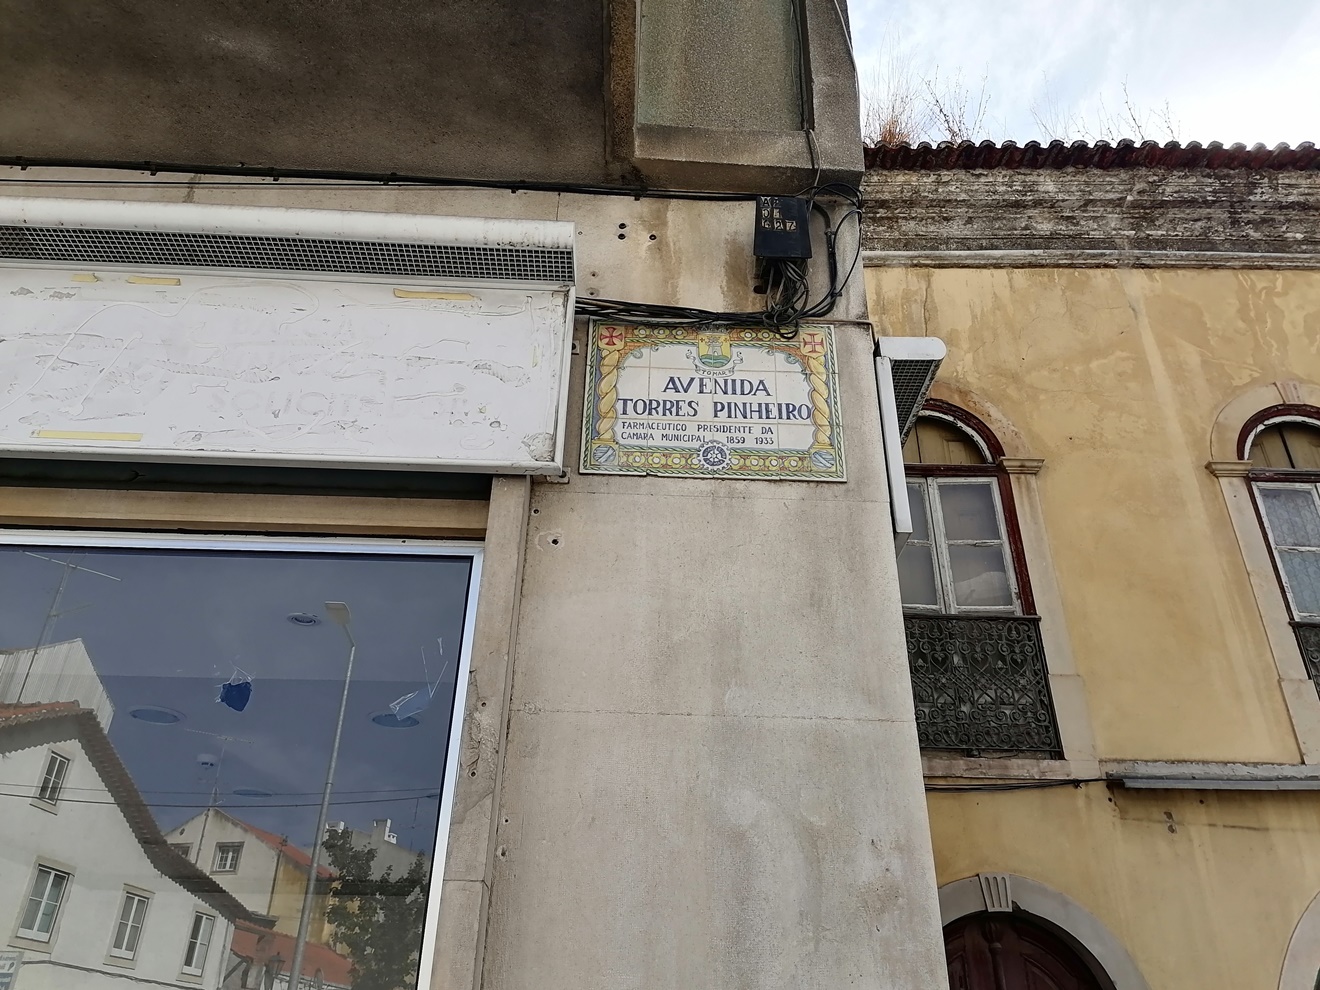 TOMAR
AVENIDA
TORRES PINHEIRO
FARMACEUTICO PRESIDENTE DA
CAMARA MUNICIPAL 1859 1933